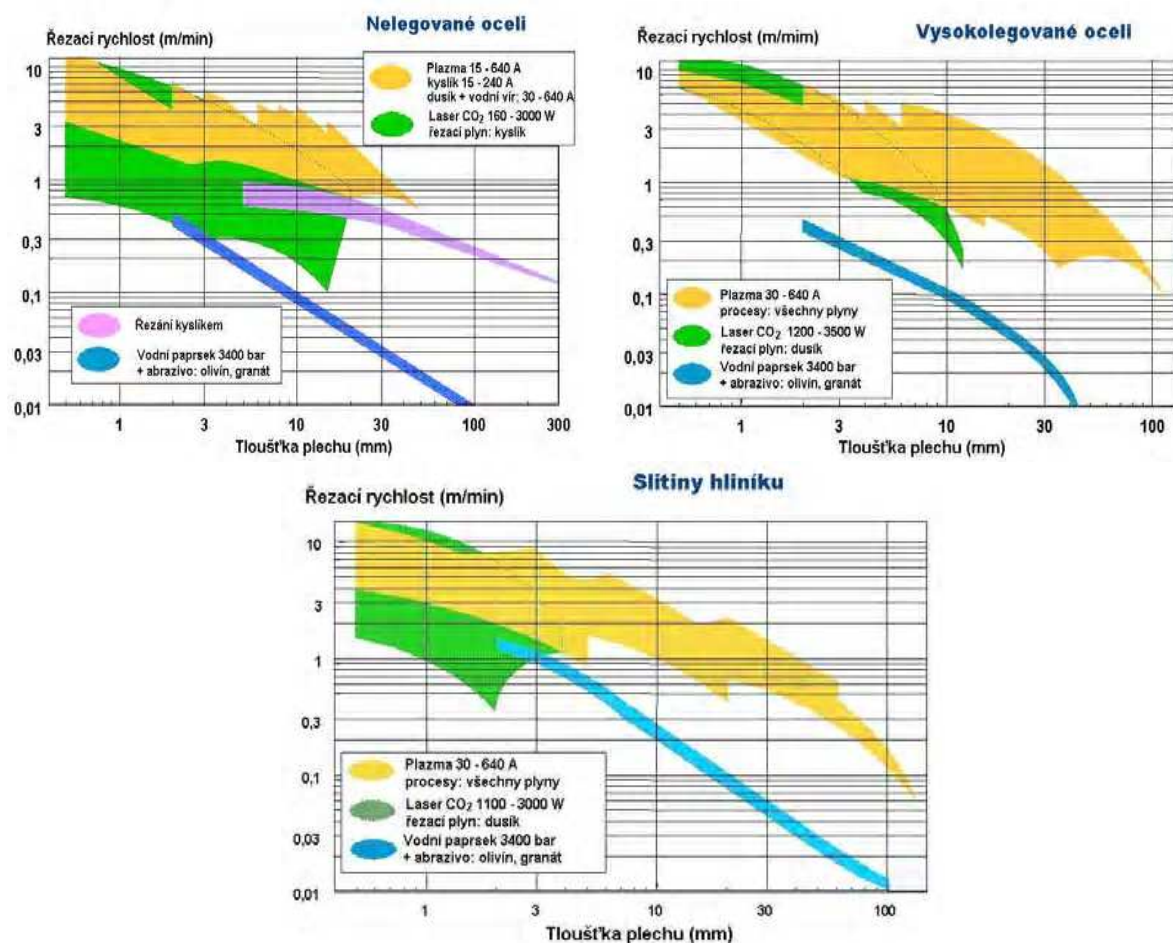 Nelegované oceli
Řezací rychlost (m/min)
10
3
1
0,3
0,1
0,03
0,01
Plazma 15 - 640 A
kyslík 15 - 240 A
dusík + vodní vír: 30 - 640 A
Laser CO₂ 160 - 3000 W
řezací plyn: kyslík
Řezání kyslíkem
Vodní paprsek 3400 bar
+ abrazivo: olivín, granát
1 3 10 30 100 300
Tloušťka plechu (mm)
Vysokolegované oceli
Řezací rychlost (m/mim)
10
3
1
0,3
0,1
0,03
0,01
Plazma 30 - 640 A
procesy: všechny plyny
Laser CO₂ 1200 - 3500 W
řezací plyn: dusík
Vodní paprsek 3400 bar
+ abrazivo: olivín, granát
1 3 10 30 100
Tloušťka plechu (mm)
Slitiny hliníku
Řezací rychlost (m/min)
10
3
1
0,3
0,1
0,03
0,01
Plazma 30 - 640 A
procesy: všechny plyny
Laser CO₂ 1100 - 3000 W
řezací plyn: dusík
Vodní paprsek 3400 bar
+ abrazivo: olivín, granát
1 3 10 30 100
Tloušťka plechu (mm)